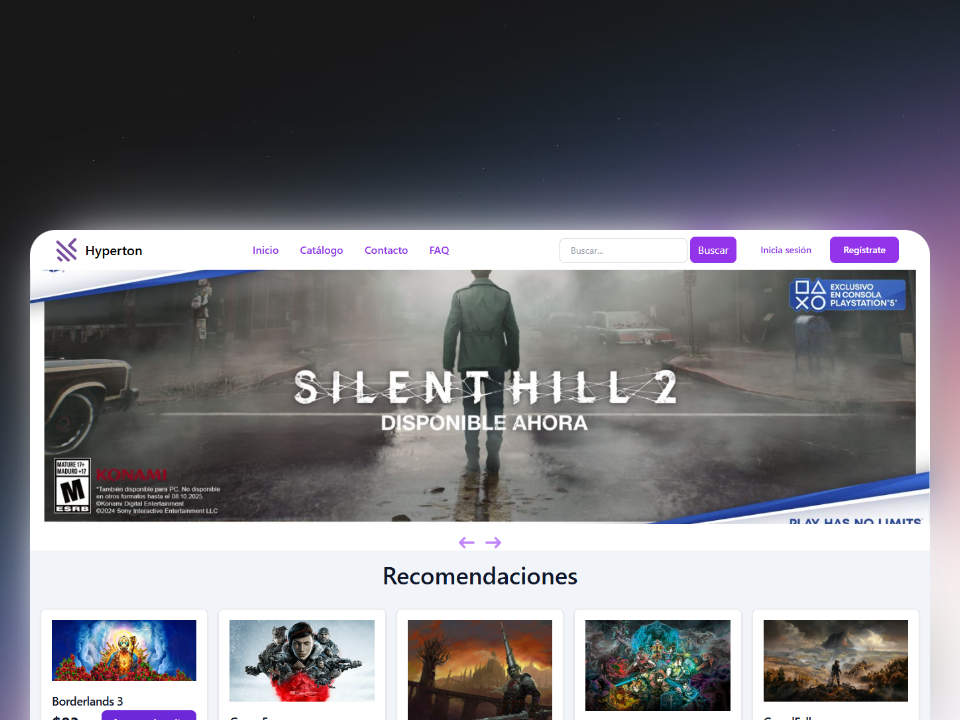 Hyperton
Inicio Catálogo Contacto FAQ
Buscar... Buscar
Inicia sesión Regístrate
EXCLUSIVO
EN CONSOLA
PLAYSTATION®5*
SILENT HILL 2
DISPONIBLE AHORA
MATURE 17+
MADURO +17
M
ESRB
KONAMI
*También disponible para PC. No disponible
en otros formatos hasta el 08.10.2025
©Konami Digital Entertainment
©2024 Sony Interactive Entertainment LLC
PLAY HAS NO LIMITS
Recomendaciones
Borderlands 3